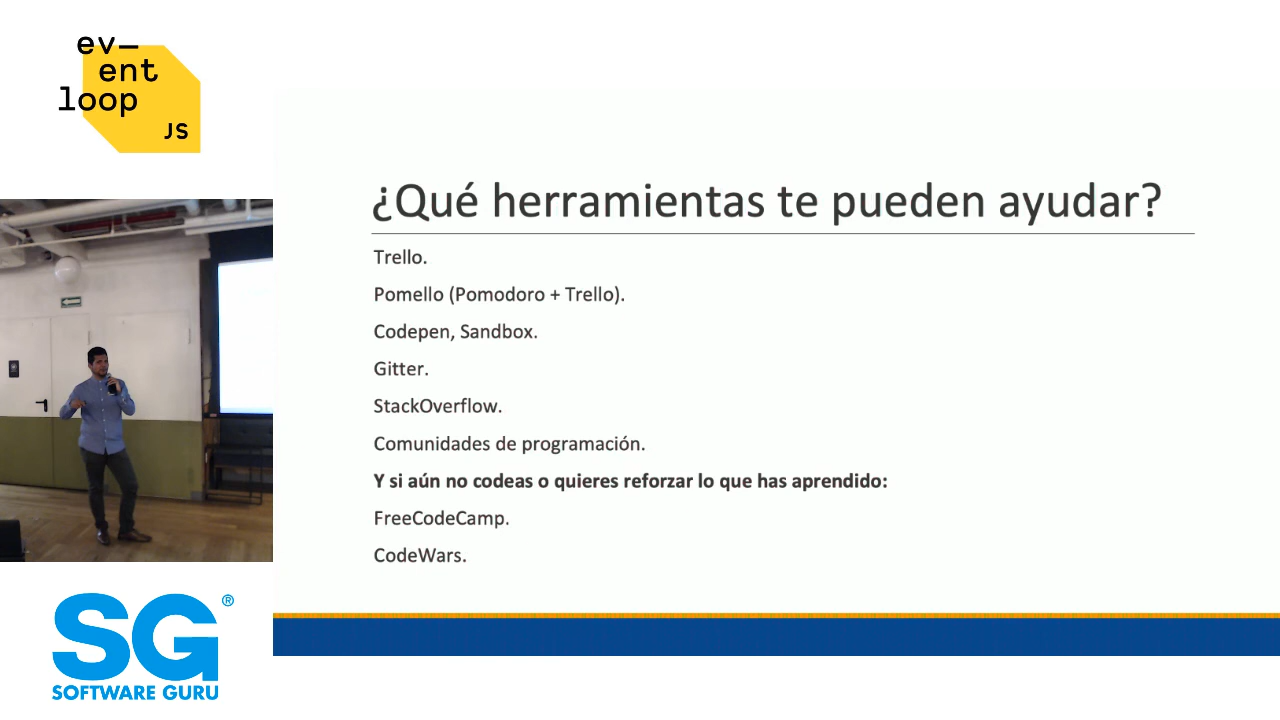 ev—
ent
loop
JS
¿Qué herramientas te pueden ayudar?
Trello.
Pomello (Pomodoro + Trello).
Codepen, Sandbox.
Gitter.
StackOverflow.
Comunidades de programación.
Y si aún no codeas o quieres reforzar lo que has aprendido:
FreeCodeCamp.
CodeWars.
SG®
SOFTWARE GURU